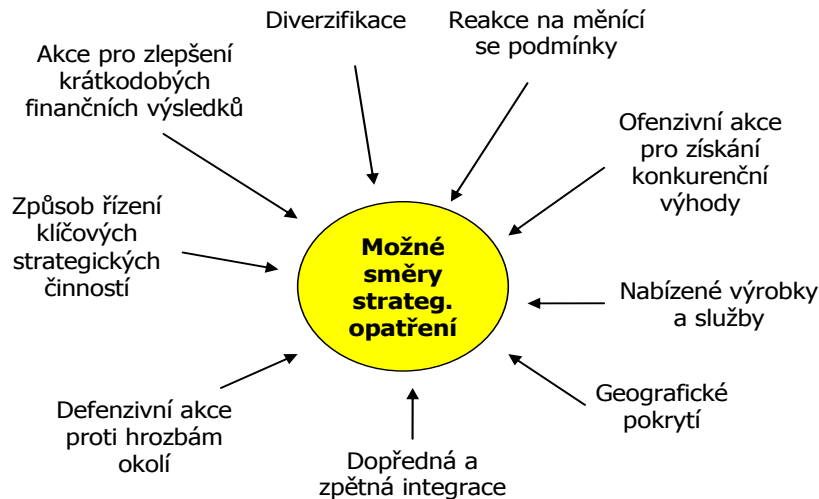 Diverzifikace
Reakce na měnící
se podmínky
Akce pro zlepšení
krátkodobých
finančních výsledků
Ofenzivní akce
pro získání
konkurenční
výhody
Způsob řízení
klíčových
strategických
činností
Možné
směry
strateg.
opatření
Nabízené výrobky
a služby
Geografické
pokrytí
Defenzivní akce
proti hrozbám
okolí
Dopředná a
zpětná integrace